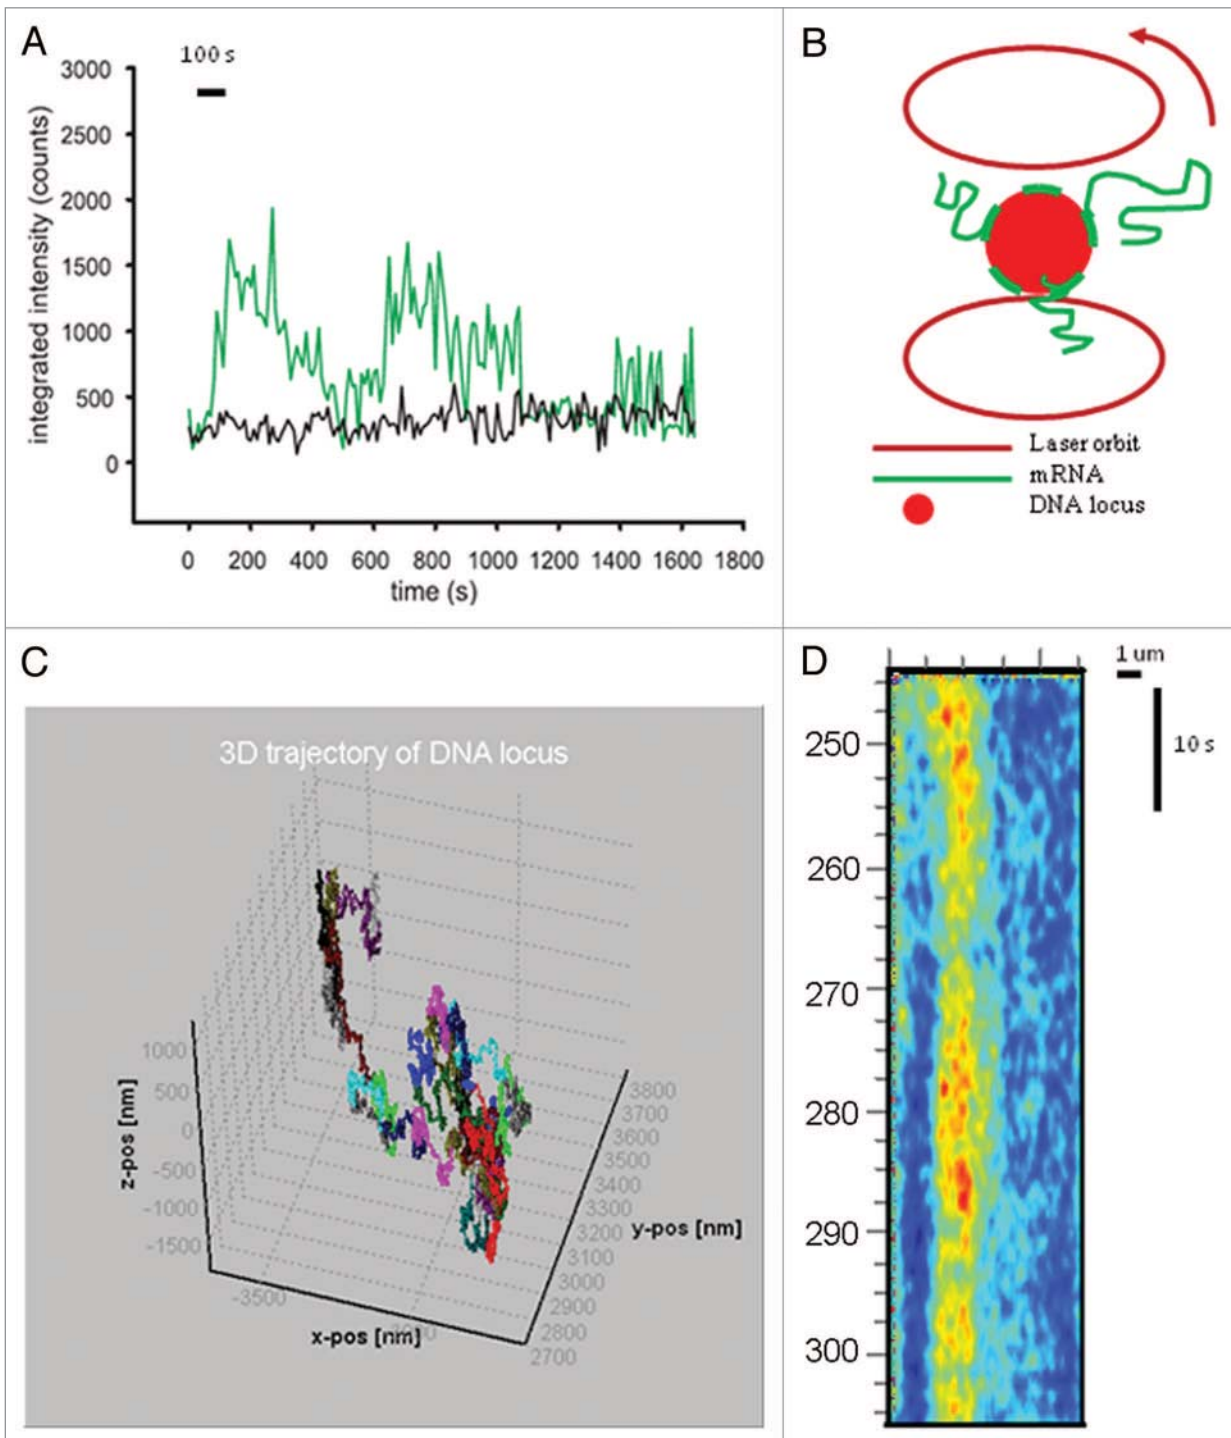 A
100 s
3000
2500
2000
1500
1000
500
0
integrated intensity (counts)
0 200 400 600 800 1000 1200 1400 1600 1800
time (s)
B
Laser orbit
mRNA
DNA locus
C
3D trajectory of DNA locus
1000
500
0
-500
-1000
-1500
z-pos [nm]
-3500
x-pos [nm]
3800
3700
3600
3500
3400
3300
3200
3100
3000
2900
2800
2700
y-pos [nm]
D
1 um
10 s
250
260
270
280
290
300